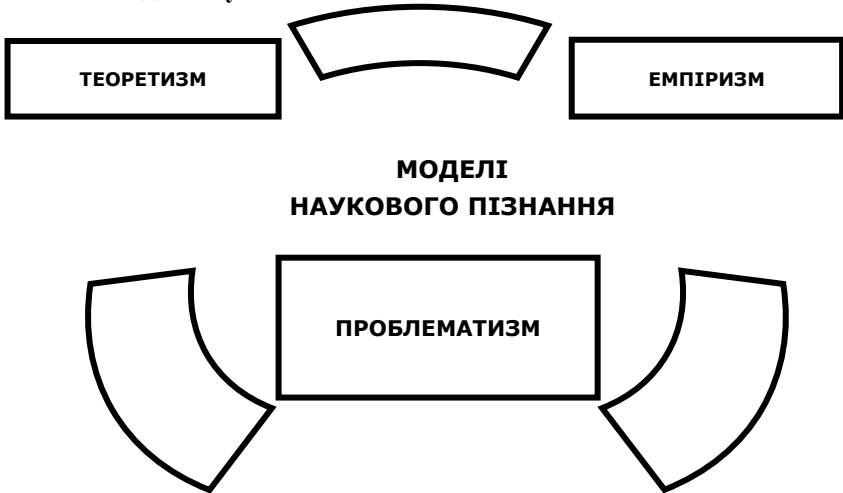 ТЕОРЕТИЗМ
ЕМПІРИЗМ
МОДЕЛІ
НАУКОВОГО ПІЗНАННЯ
ПРОБЛЕМАТИЗМ